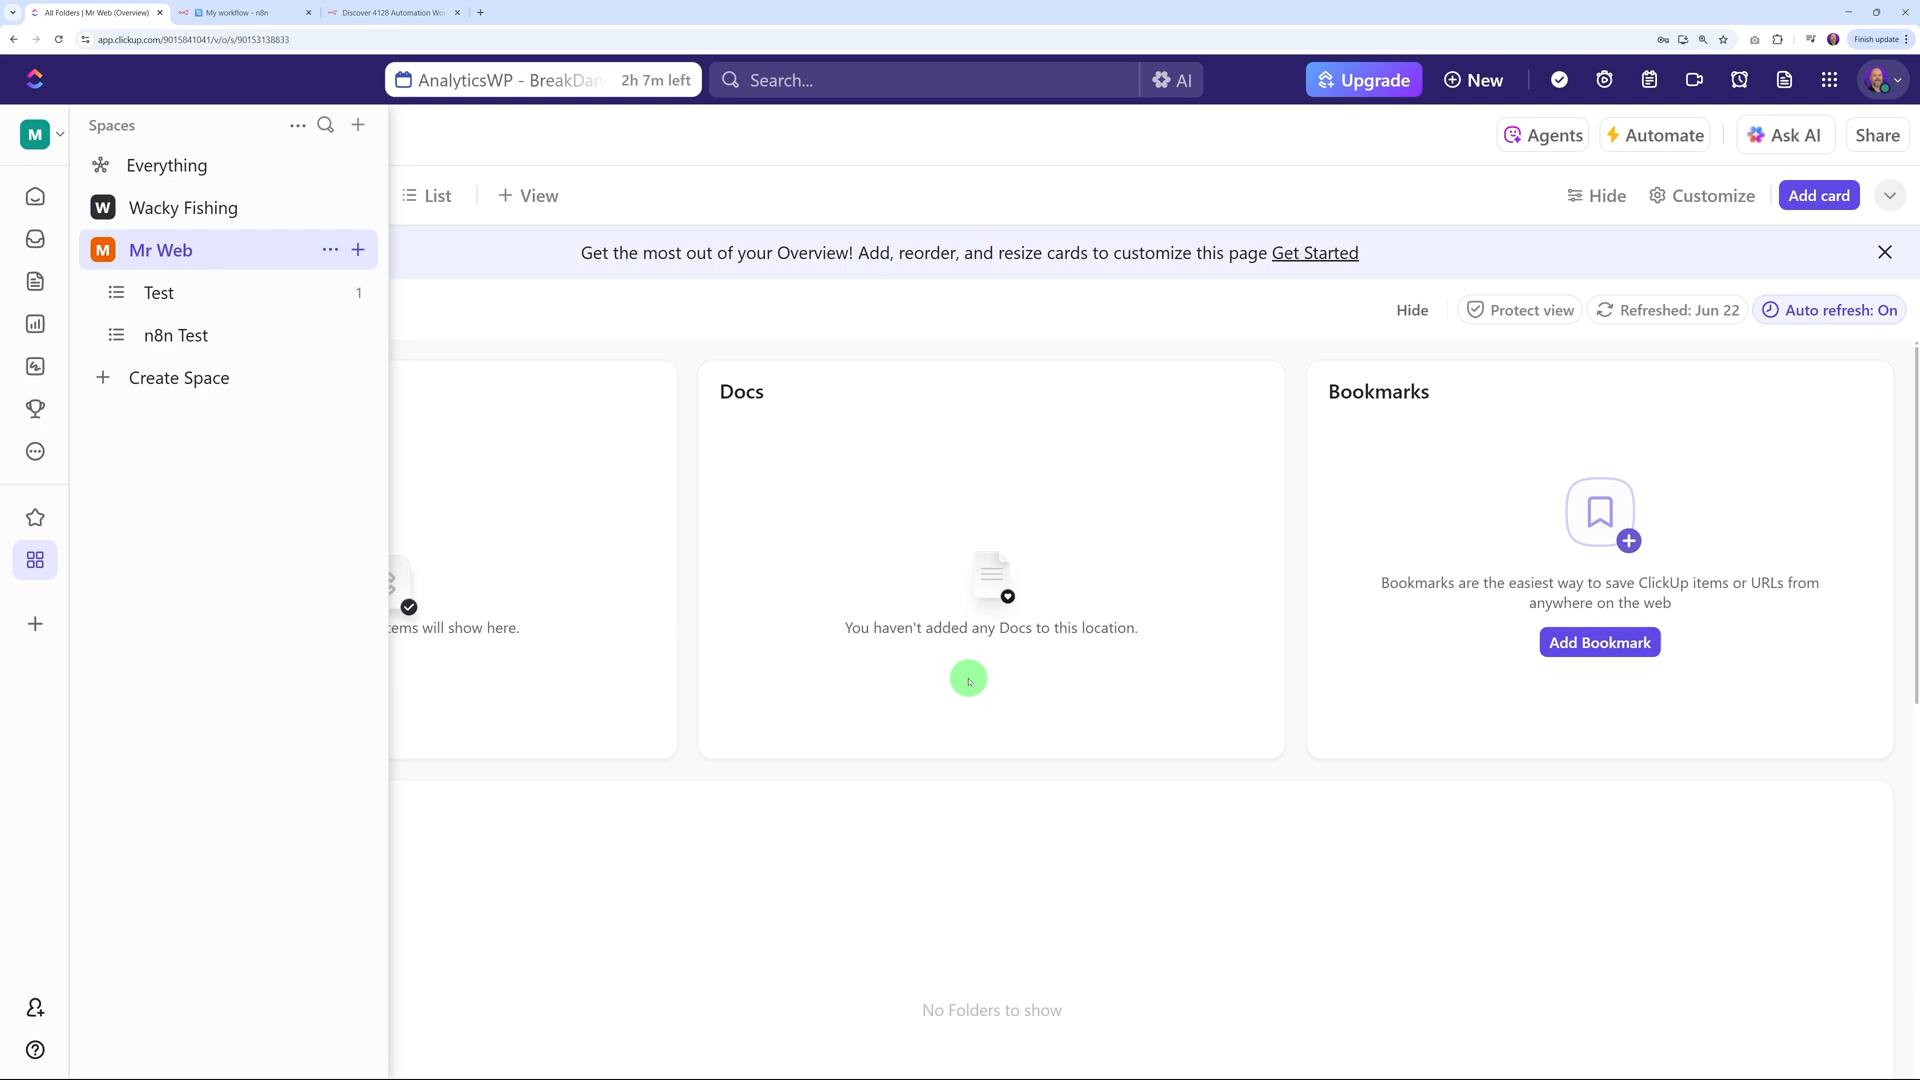 All Folders | Mr Web (Overview)
My workflow - n8n
Discover 4128 Automation Wo
app.clickup.com/9015841041/v/o/s/90153138833
Finish update
AnalyticsWP - BreakDan
2h 7m left
Search...
AI
Upgrade
New
M
Spaces
Agents
Automate
Ask AI
Share
Everything
W
Wacky Fishing
List
View
Hide
Customize
Add card
M
Mr Web
Get the most out of your Overview! Add, reorder, and resize cards to customize this page Get Started
Test
1
Hide
Protect view
Refreshed: Jun 22
Auto refresh: On
n8n Test
Create Space
Docs
Bookmarks
Bookmarks are the easiest way to save ClickUp items or URLs from
anywhere on the web
tems will show here.
You haven't added any Docs to this location.
Add Bookmark
No Folders to show